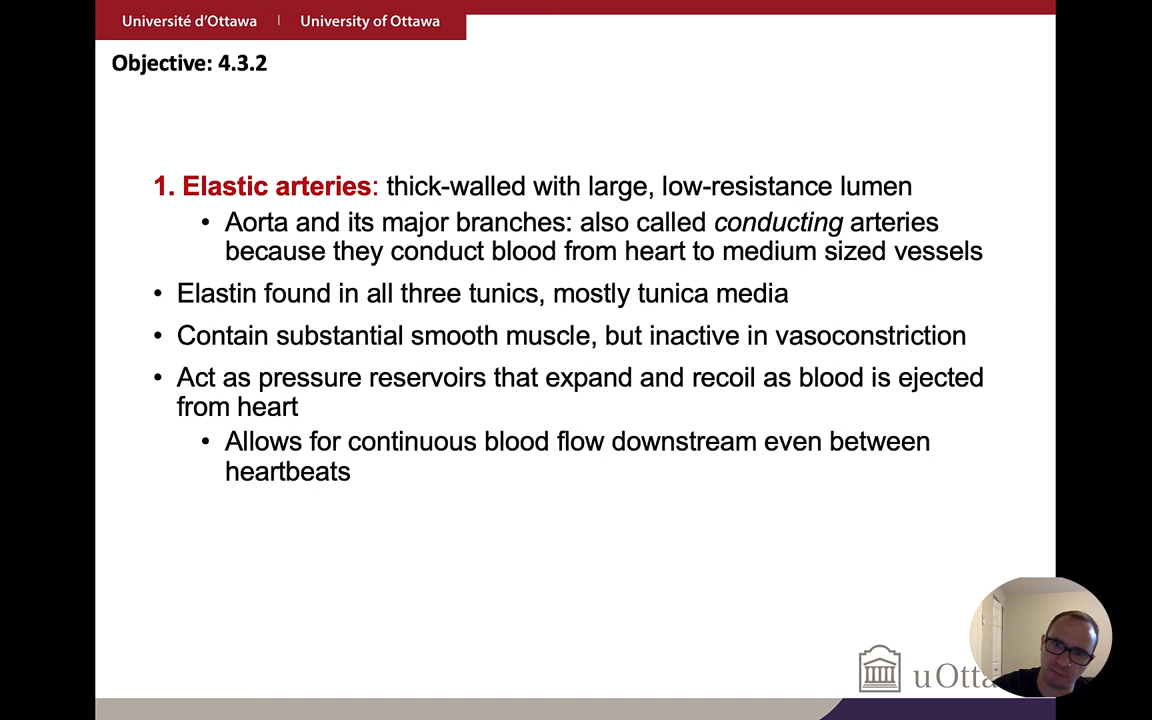 Université d'Ottawa | University of Ottawa
Objective: 4.3.2
1. Elastic arteries: thick-walled with large, low-resistance lumen
• Aorta and its major branches: also called conducting arteries
because they conduct blood from heart to medium sized vessels
• Elastin found in all three tunics, mostly tunica media
• Contain substantial smooth muscle, but inactive in vasoconstriction
• Act as pressure reservoirs that expand and recoil as blood is ejected
from heart
• Allows for continuous blood flow downstream even between
heartbeats